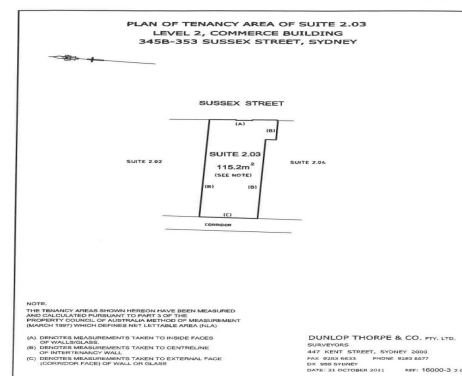 PLAN OF TENANCY AREA OF SUITE 2.03
LEVEL 2, COMMERCE BUILDING
345B-353 SUSSEX STREET, SYDNEY
SUSSEX STREET
(A)
(B)
SUITE 2.02
SUITE 2.03
115.2m²
(SEE NOTE)
SUITE 2.04
(B)
(B)
(C)
CORRIDOR
NOTE.
THE TENANCY AREAS SHOWN HEREON HAVE BEEN MEASURED
AND CALCULATED PURSUANT TO PART 3 OF THE
PROPERTY COUNCIL OF AUSTRALIA METHOD OF MEASUREMENT
(MARCH 1997) WHICH DEFINES NET LETTABLE AREA (NLA)
(A) DENOTES MEASUREMENTS TAKEN TO INSIDE FACES
OF WALLS/GLASS.
(B) DENOTES MEASUREMENTS TAKEN TO CENTRELINE
OF INTERTENANCY WALL
(C) DENOTES MEASUREMENTS TAKEN TO EXTERNAL FACE
(CORRIDOR FACE) OF WALL OR GLASS
DUNLOP THORPE & CO. PTY. LTD.
SURVEYORS
447 KENT STREET, SYDNEY 2000
FAX 9283 6633 PHONE 9283 6677
DX 966 SYDNEY
DATE: 21 OCTOBER 2011 REF: 16000-3